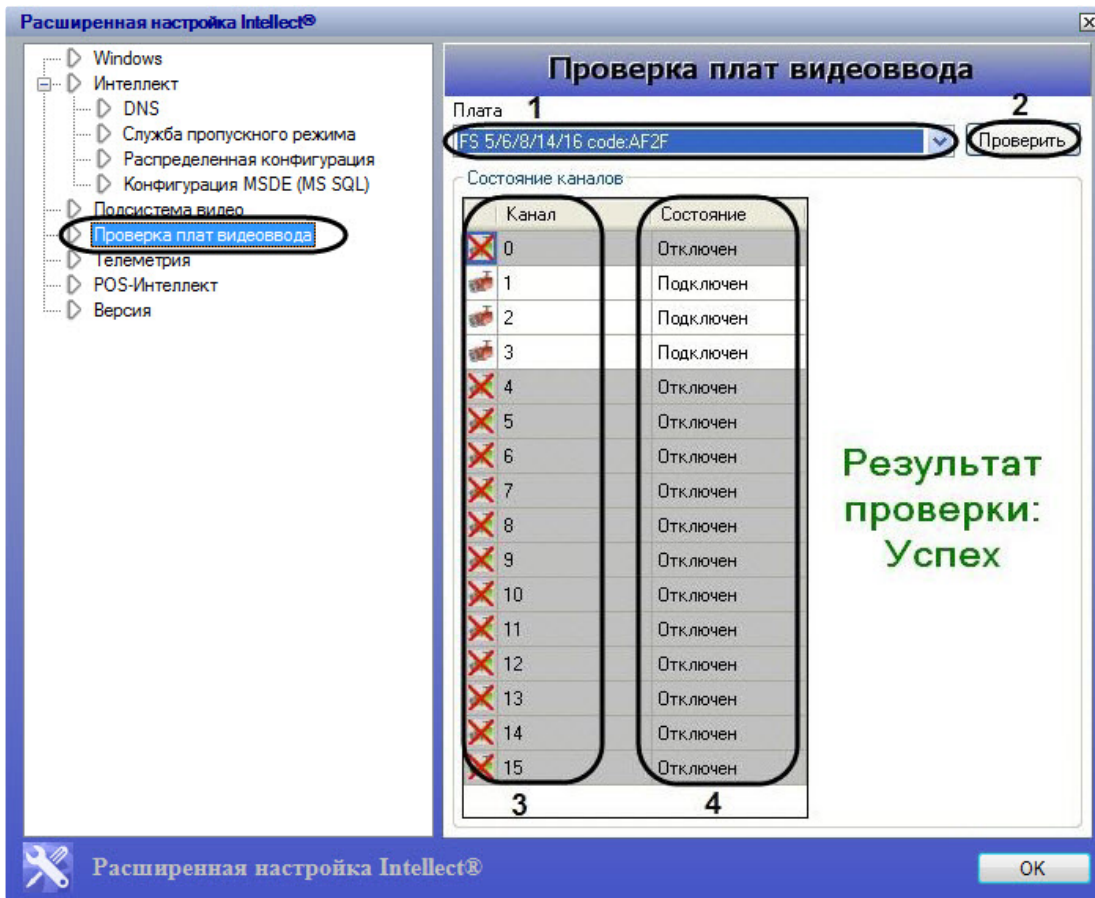 Расширенная настройка Intellect®
Windows
Интеллект
DNS
Служба пропускного режима
Распределенная конфигурация
Конфигурация MSDE (MS SQL)
Подсистема видео
Проверка плат видеоввода
Телеметрия
POS-Интеллект
Версия
Проверка плат видеоввода
Плата 1 2
FS 5/6/8/14/16 code:AF2F Проверить
Состояние каналов
Канал Состояние
0 Отключен
1 Подключен
2 Подключен
3 Подключен
4 Отключен
5 Отключен
6 Отключен
7 Отключен
8 Отключен
9 Отключен
10 Отключен
11 Отключен
12 Отключен
13 Отключен
14 Отключен
15 Отключен
3 4
Результат
проверки:
Успех
Расширенная настройка Intellect®
OK